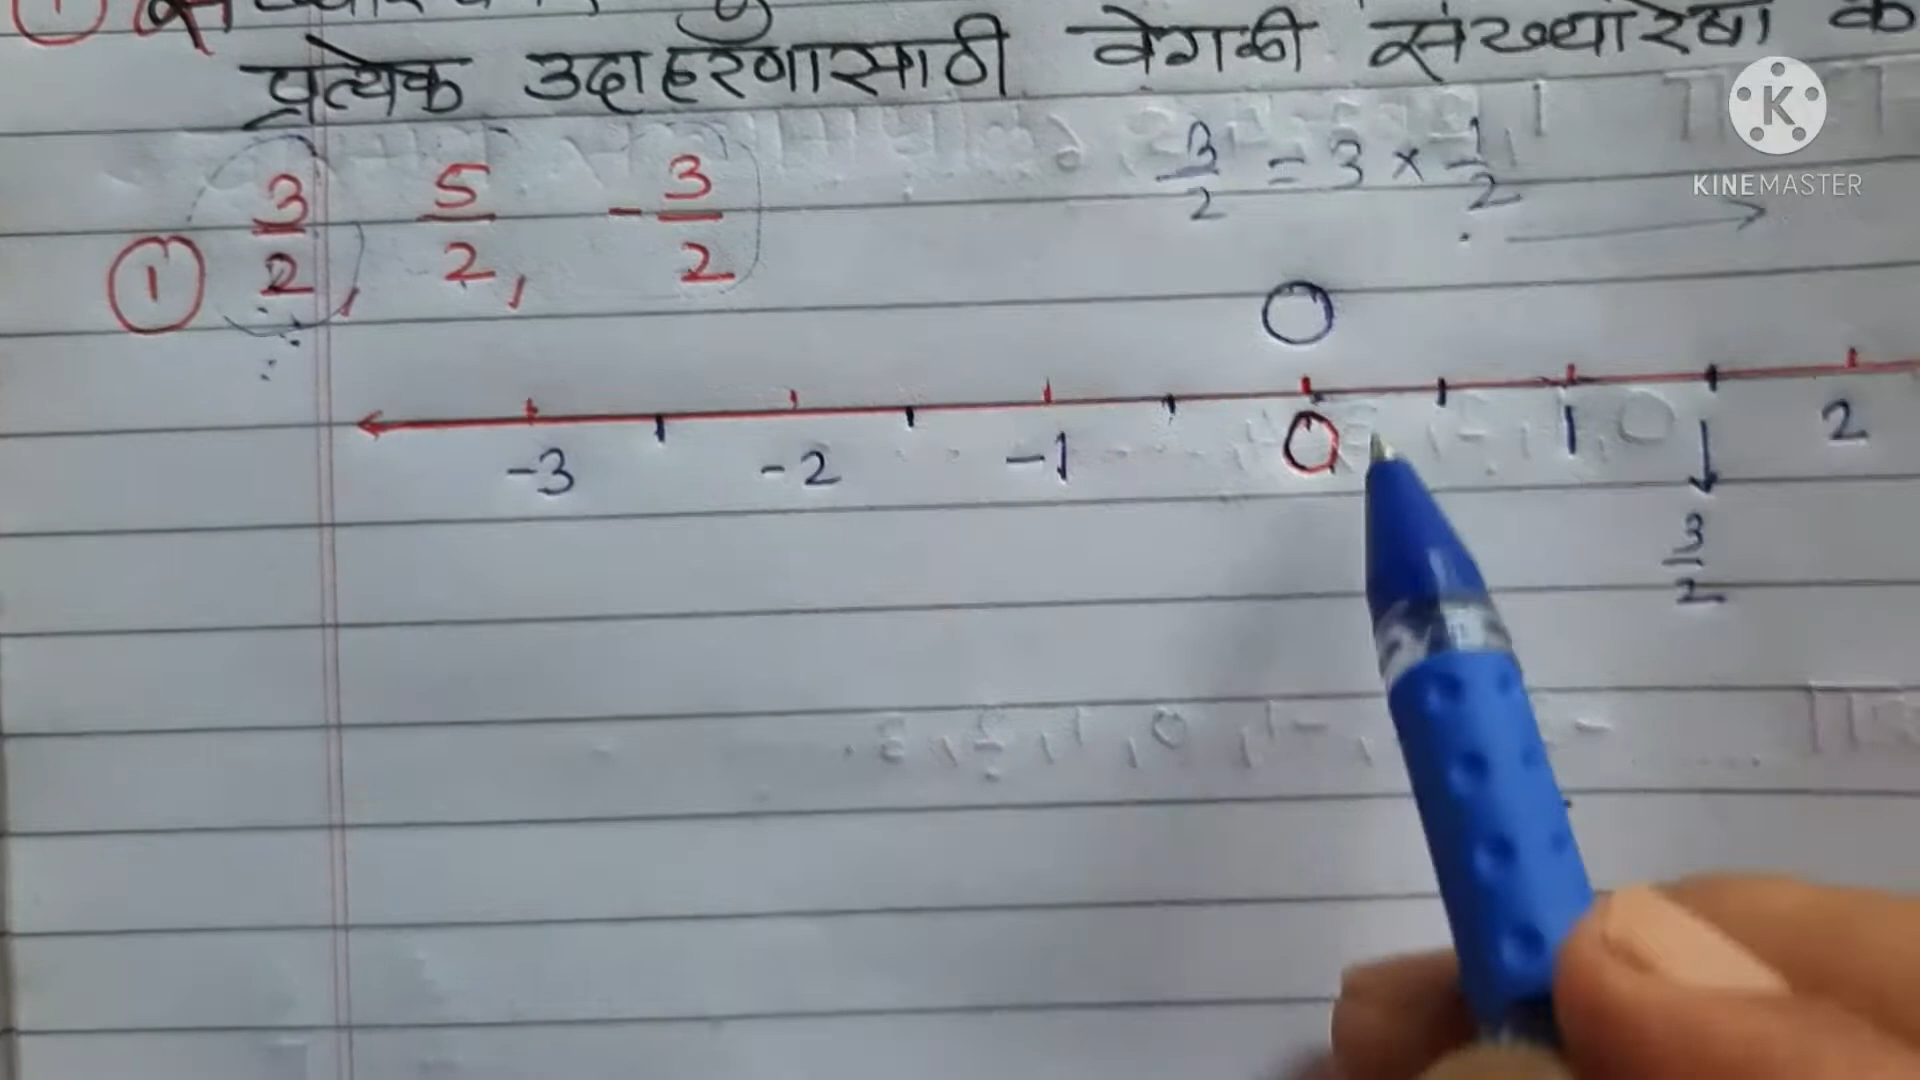 प्रत्येक उदाहरणासाठी वेगळी संख्यारेषा
K
KINEMASTER
① 3/2, 5/2, -3/2
3/2 = 3 × 1/2
0
-3 -2 -1 0 1 2
3/2